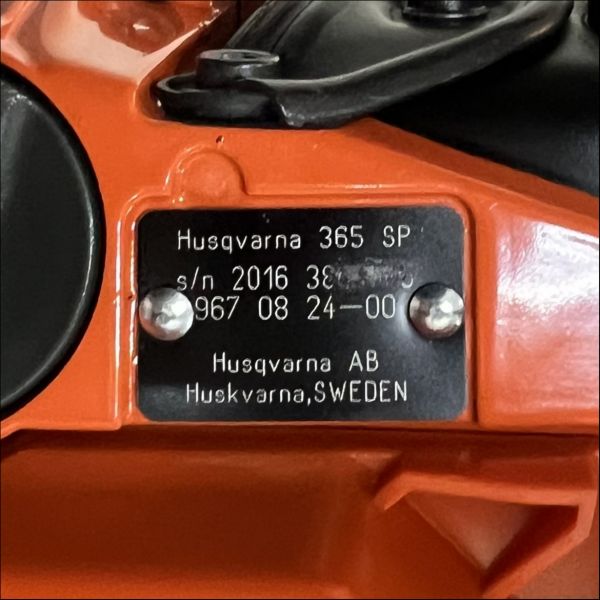 Husqvarna 365 SP
s/n 2016
967 08 24-00
Husqvarna AB
Huskvarna,SWEDEN